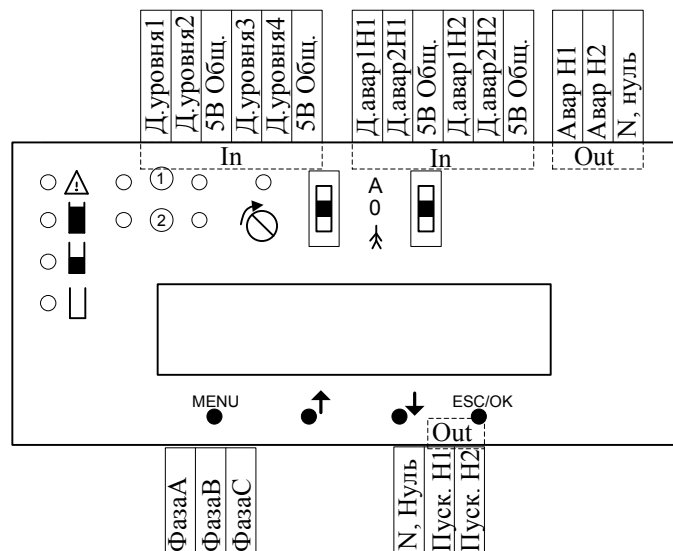 Д.уровня1
Д.уровня2
5В Общ.
Д.уровня3
Д.уровня4
5В Общ.
Д.авар1Н1
Д.авар2Н1
5В Общ.
Д.авар1Н2
Д.авар2Н2
5В Общ.
Авар Н1
Авар Н2
N, нуль
In
In
Out
1
2
A
0
MENU
ESC/OK
Out
ФазаА
ФазаВ
ФазаС
N, Нуль
Пуск. Н1
Пуск. Н2